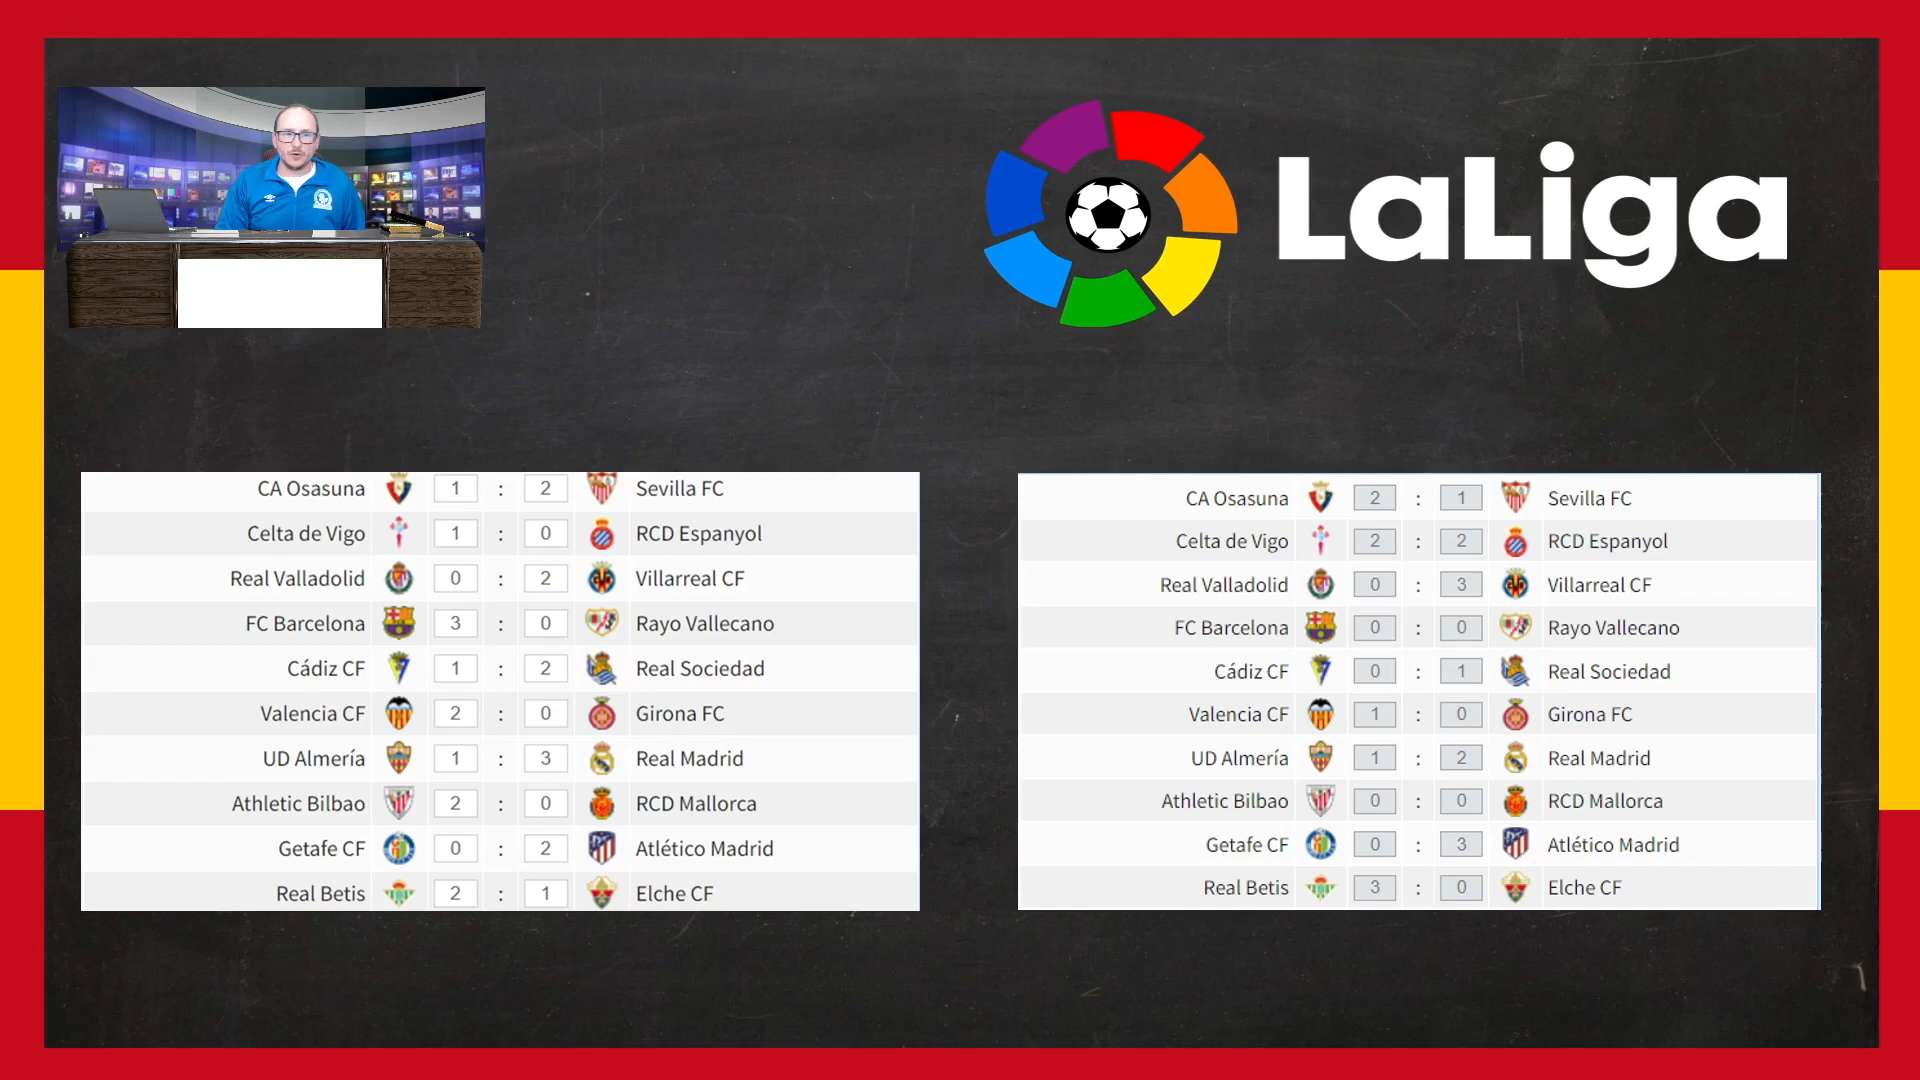 LaLiga
CA Osasuna 1 : 2 Sevilla FC
Celta de Vigo 1 : 0 RCD Espanyol
Real Valladolid 0 : 2 Villarreal CF
FC Barcelona 3 : 0 Rayo Vallecano
Cádiz CF 1 : 2 Real Sociedad
Valencia CF 2 : 0 Girona FC
UD Almería 1 : 3 Real Madrid
Athletic Bilbao 2 : 0 RCD Mallorca
Getafe CF 0 : 2 Atlético Madrid
Real Betis 2 : 1 Elche CF
CA Osasuna 2 : 1 Sevilla FC
Celta de Vigo 2 : 2 RCD Espanyol
Real Valladolid 0 : 3 Villarreal CF
FC Barcelona 0 : 0 Rayo Vallecano
Cádiz CF 0 : 1 Real Sociedad
Valencia CF 1 : 0 Girona FC
UD Almería 1 : 2 Real Madrid
Athletic Bilbao 0 : 0 RCD Mallorca
Getafe CF 0 : 3 Atlético Madrid
Real Betis 3 : 0 Elche CF